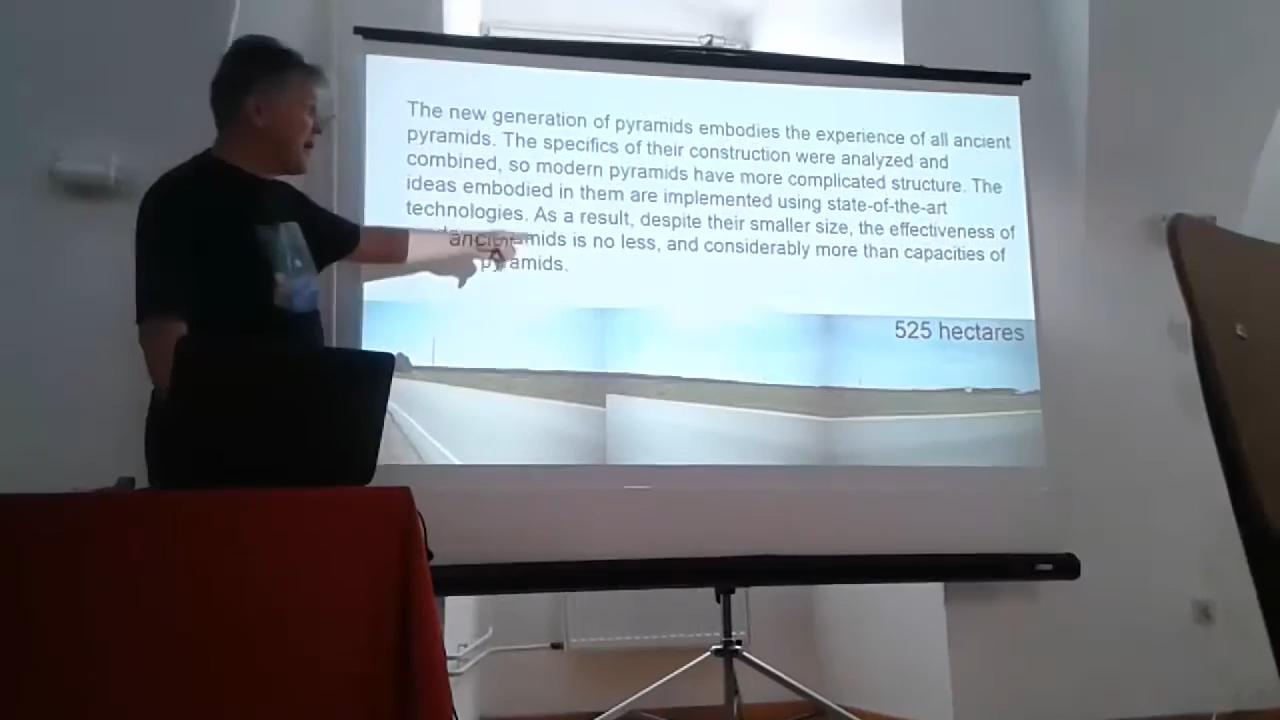 The new generation of pyramids embodies the experience of all ancient
pyramids. The specifics of their construction were analyzed and
combined, so modern pyramids have more complicated structure. The
ideas embodied in them are implemented using state-of-the-art
technologies. As a result, despite their smaller size, the effectiveness of
is no less, and considerably more than capacities of
pyramids.
525 hectares